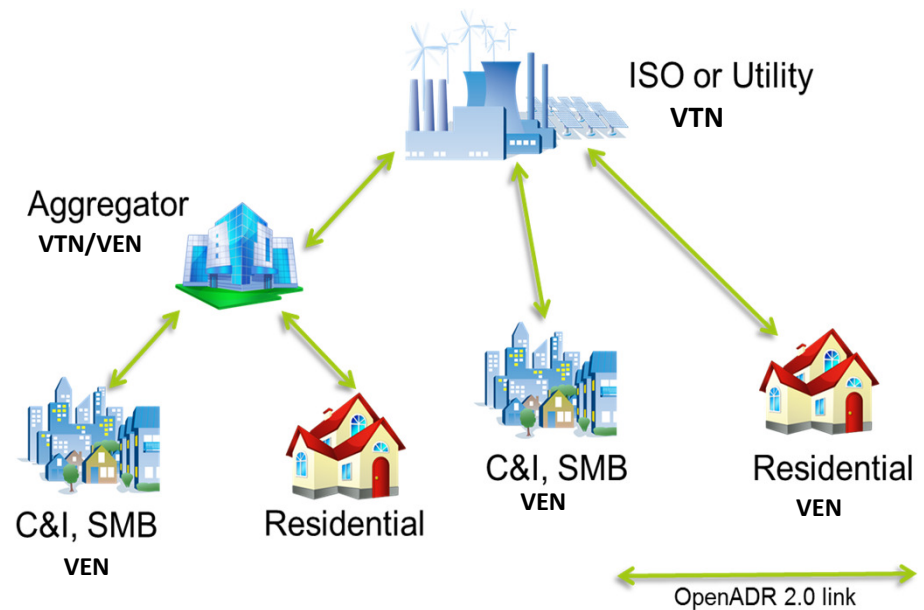 ISO or Utility
VTN
Aggregator
VTN/VEN
C&I, SMB
VEN
Residential
C&I, SMB
VEN
Residential
VEN
OpenADR 2.0 link